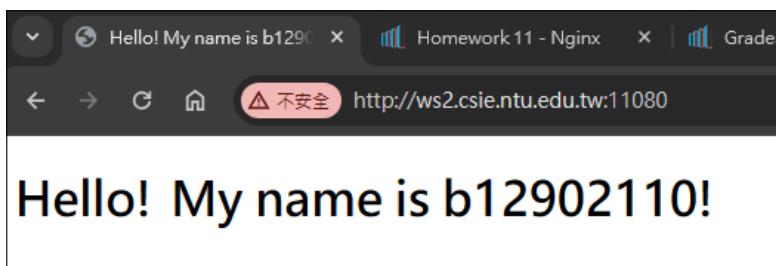 Hello! My name is b1290
Homework 11 - Nginx
Grade
不安全 http://ws2.csie.ntu.edu.tw:11080
Hello! My name is b12902110!